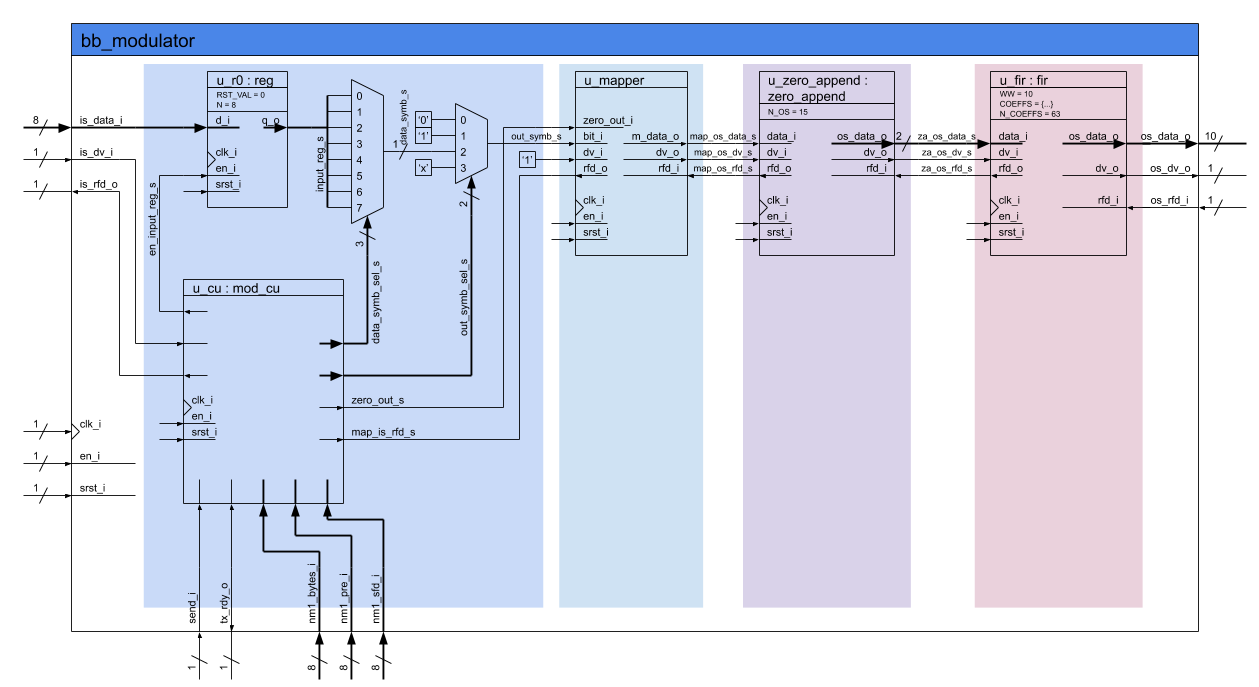 bb_modulator
u_r0 : reg
RST_VAL = 0
N = 8
d_i
q_o
clk_i
en_i
srst_i
input_reg_s
0
1
2
3
4
5
6
7
3
1
data_symb_s
'0'
'1'
'x'
0
1
2
3
2
out_symb_s
'1'
8
is_data_i
1
is_dv_i
1
is_rfd_o
en_input_reg_s
u_cu : mod_cu
clk_i
en_i
srst_i
data_symb_sel_s
out_symb_sel_s
zero_out_s
map_is_rfd_s
1
clk_i
1
en_i
1
srst_i
send_i
tx_rdy_o
nm1_bytes_i
nm1_pre_i
nm1_sfd_i
1
1
8
8
8
u_mapper
zero_out_i
bit_i
m_data_o
dv_i
dv_o
rfd_o
rfd_i
clk_i
en_i
srst_i
map_os_data_s
map_os_dv_s
map_os_rfd_s
u_zero_append :
zero_append
N_OS = 15
data_i
os_data_o
dv_i
dv_o
rfd_o
rfd_i
clk_i
en_i
srst_i
2
za_os_data_s
za_os_dv_s
za_os_rfd_s
u_fir : fir
WW = 10
COEFFS = {...}
N_COEFFS = 63
data_i
os_data_o
dv_i
dv_o
rfd_o
rfd_i
clk_i
en_i
srst_i
os_data_o
10
os_dv_o
1
os_rfd_i
1